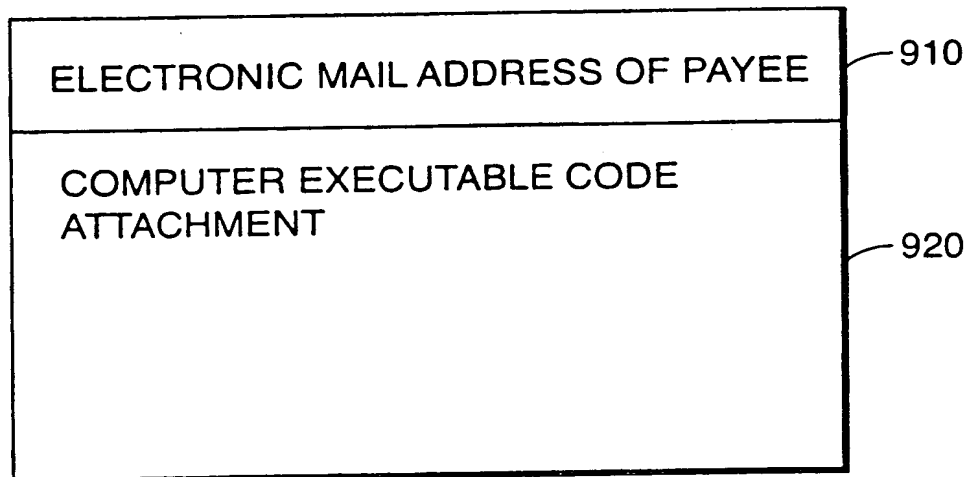 ELECTRONIC MAIL ADDRESS OF PAYEE
910
COMPUTER EXECUTABLE CODE
ATTACHMENT
920